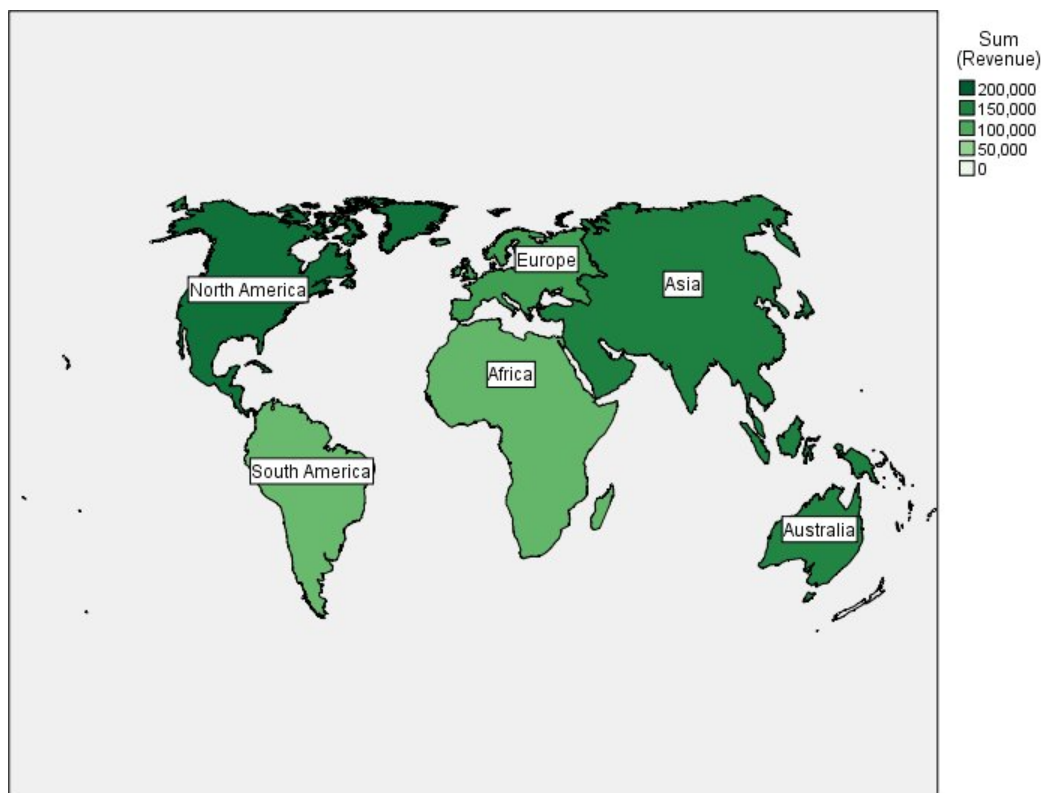 Sum
(Revenue)
200,000
150,000
100,000
50,000
0
Europe
North America
Asia
Africa
South America
Australia